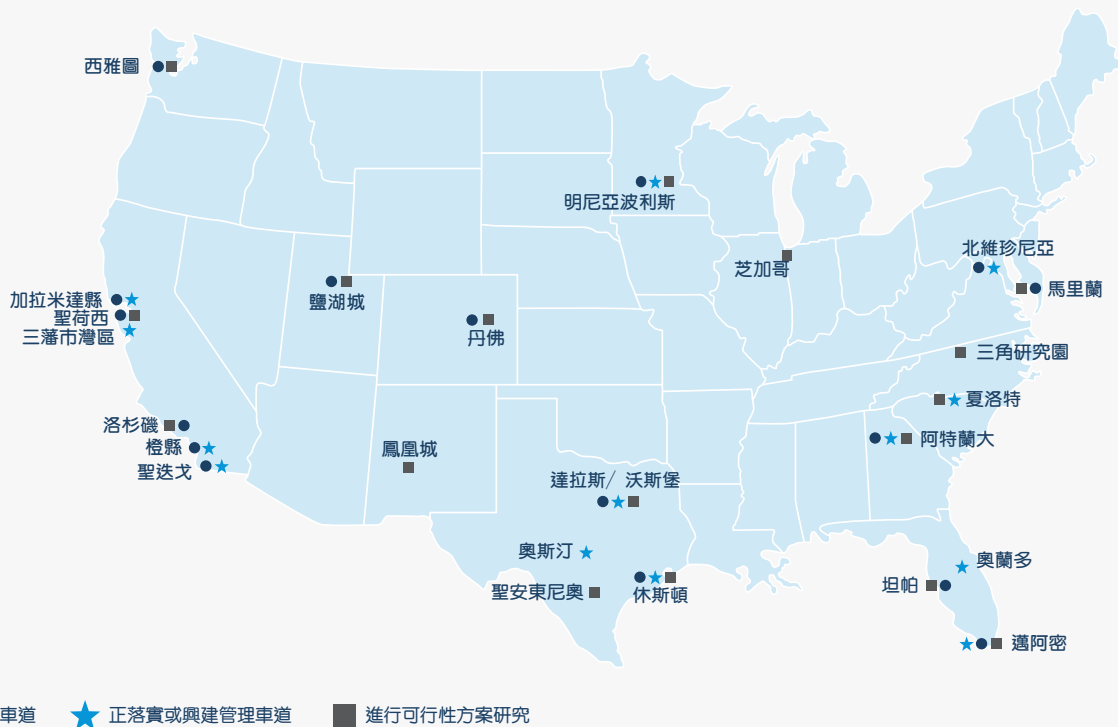 西雅圖
明尼亞波利斯
北維珍尼亞
芝加哥
馬里蘭
加拉米達縣
聖荷西
三藩市灣區
鹽湖城
丹佛
三角研究園
夏洛特
洛杉磯
橙縣
聖迭戈
鳳凰城
阿特蘭大
達拉斯/ 沃斯堡
奧斯汀
奧蘭多
聖安東尼奧
休斯頓
坦帕
邁阿密
車道
正落實或興建管理車道
進行可行性方案研究